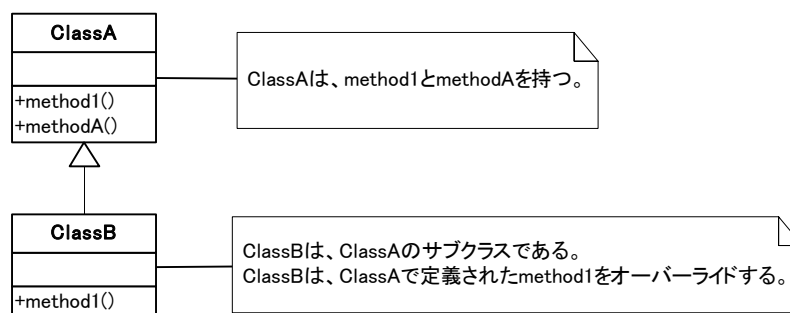 ClassA
+method1()
+methodA()
ClassAは、method1とmethodAを持つ。
ClassB
+method1()
ClassBは、ClassAのサブクラスである。
ClassBは、ClassAで定義されたmethod1をオーバーライドする。